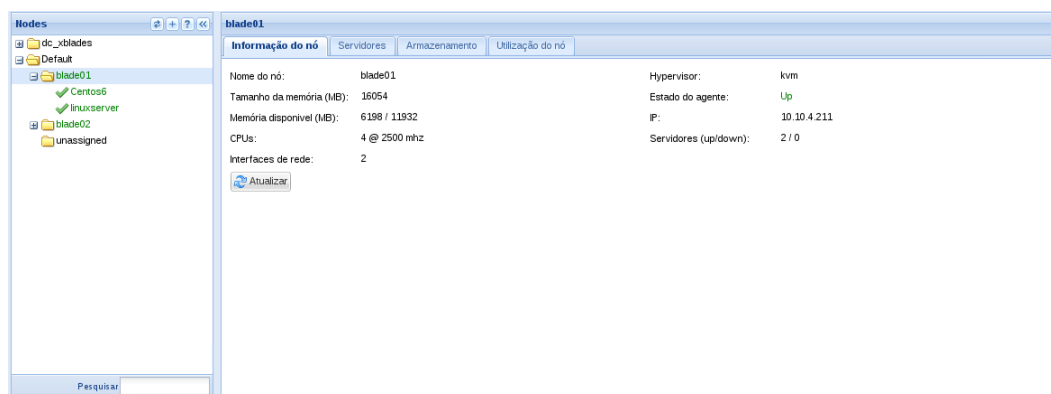 Nodes
dc_xblades
Default
blade01
Centos6
linuxserver
blade02
unassigned
Pesquisar
blade01
Informação do nó Servidores Armazenamento Utilização do nó
Nome do nó: blade01 Hypervisor: kvm
Tamanho da memória (MB): 16054 Estado do agente: Up
Memória disponivel (MB): 6198 / 11932 IP: 10.10.4.211
CPUs: 4 @ 2500 mhz Servidores (up/down): 2 / 0
Interfaces de rede: 2
Atualizar